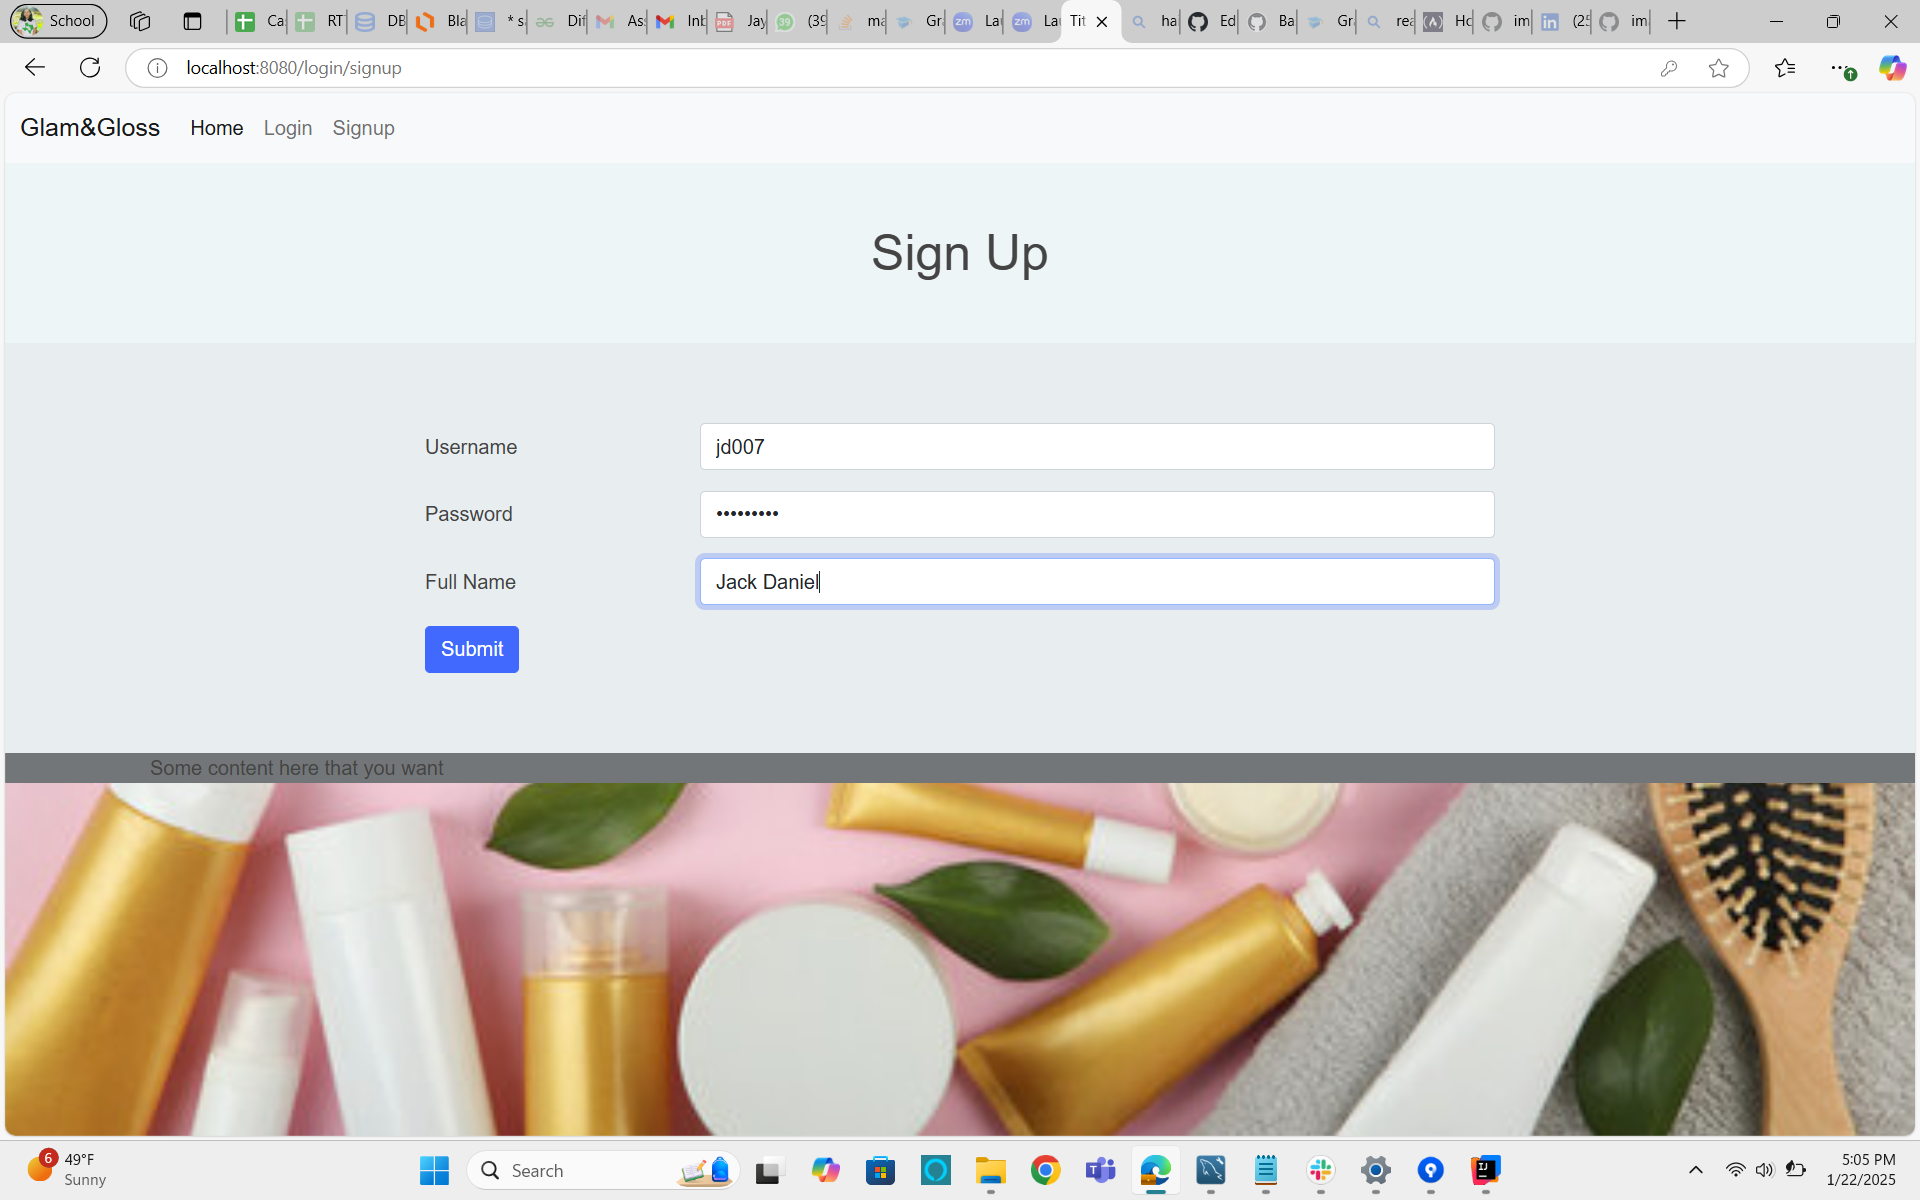 School
Ca
RT
DB
Bla
* s
Dif
As
Inb
Jay
(39
ma
Gr
La
La
Tit
ha
Ed
Ba
Gr
rea
Ho
im
(25
im
localhost:8080/login/signup
Glam&Gloss Home Login Signup
Sign Up
Username jd007
Password •••••••••
Full Name Jack Daniel
Submit
Some content here that you want
6 49°F
Sunny
Search
5:05 PM
1/22/2025